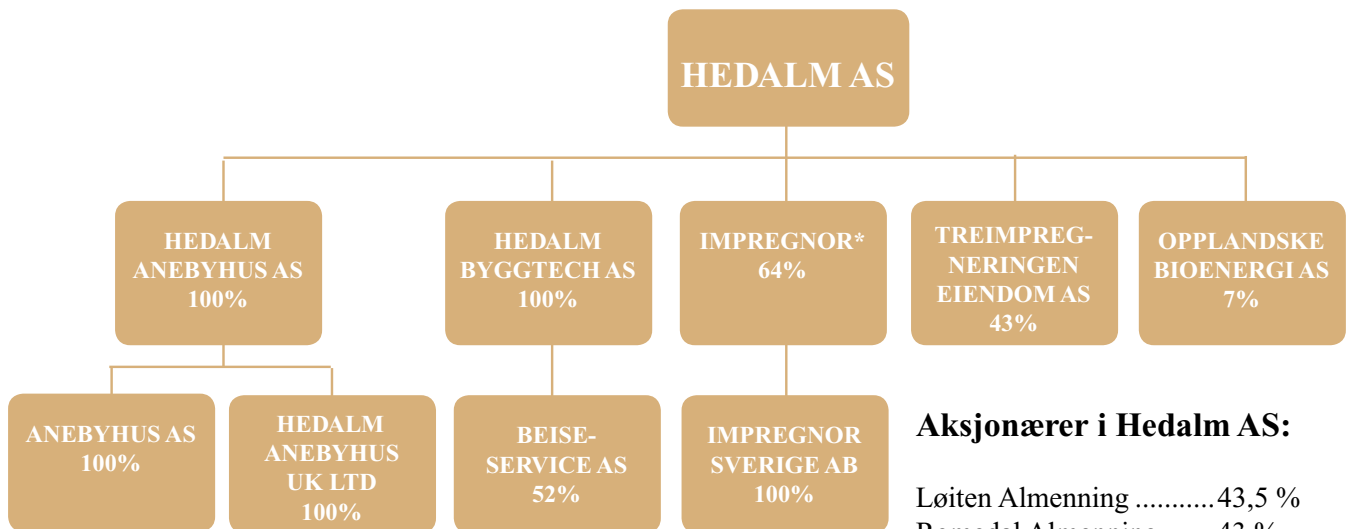 HEDALM AS
HEDALM
ANEBYHUS AS
100%
HEDALM
BYGGTECH AS
100%
IMPREGNOR*
64%
TREIMPREG-
NERINGEN
EIENDOM AS
43%
OPPLANDSKE
BIOENERGI AS
7%
ANEBYHUS AS
100%
HEDALM
ANEBYHUS
UK LTD
100%
BEISE-
SERVICE AS
52%
IMPREGNOR
SVERIGE AB
100%
Aksjonærer i Hedalm AS:
Løiten Almenning ...........43,5 %